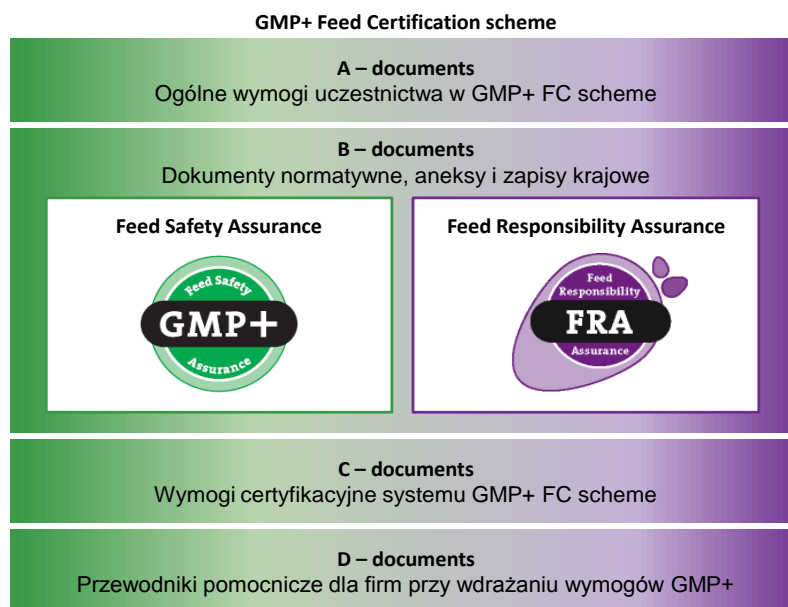 GMP+ Feed Certification scheme
A – documents
Ogólne wymogi uczestnictwa w GMP+ FC scheme
B – documents
Dokumenty normatywne, aneksy i zapisy krajowe
Feed Safety Assurance
Feed Safety
GMP+
Assurance
Feed Responsibility Assurance
Feed
Responsibility
FRA
Assurance
C – documents
Wymogi certyfikacyjne systemu GMP+ FC scheme
D – documents
Przewodniki pomocnicze dla firm przy wdrażaniu wymogów GMP+